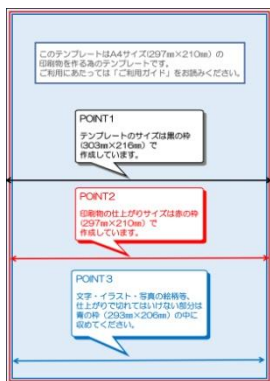 このテンプレートはA4サイズ(297㎜×210㎜)の
印刷物を作る為のテンプレートです。
ご利用にあたっては「ご利用ガイド」をお読みください。
POINT1
テンプレートのサイズは黒の枠
(303㎜×216㎜)で
作成しています。
POINT2
印刷物の仕上がりサイズは赤の枠
(297㎜×210㎜)で
作成しています。
POINT3
文字・イラスト・写真の絵柄等、
仕上がりで切れてはいけない部分は
青の枠(293㎜×206㎜)の中に
収めてください。